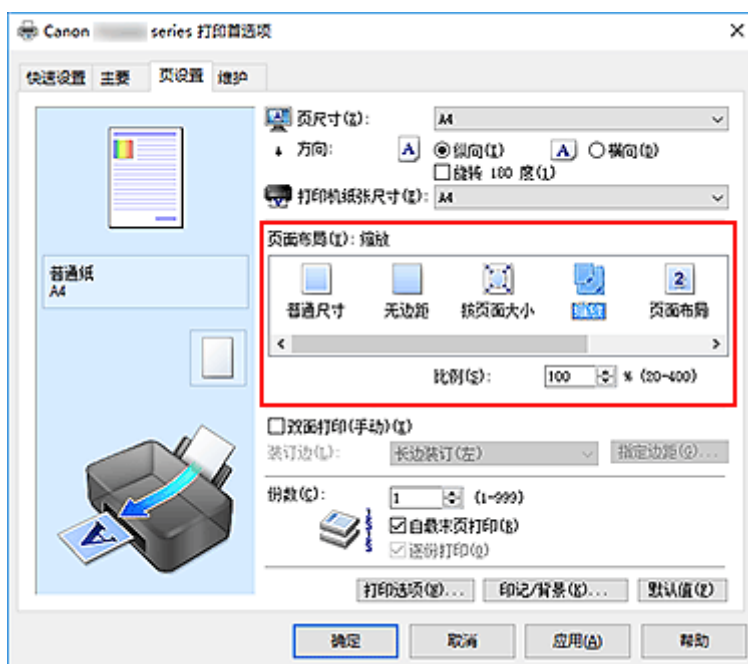 Canon series 打印首选项
快速设置 主要 页设置 维护
页尺寸(Z): A4
方向: A 纵向(T) A 横向(D)
旋转 180 度(1)
打印机纸张尺寸(E): A4
页面布局(I): 缩放
普通尺寸 无边距 按页面大小 缩放 页面布局
普通纸
A4
比例(S): 100 % (20-400)
双面打印(手动)(X)
装订边(L): 长边装订(左) 指定边距(G)...
份数(C): 1 (1-999)
自最末页打印(R)
逐份打印(O)
打印选项(W)... 印记/背景(K)... 默认值(F)
确定 取消 应用(A) 帮助